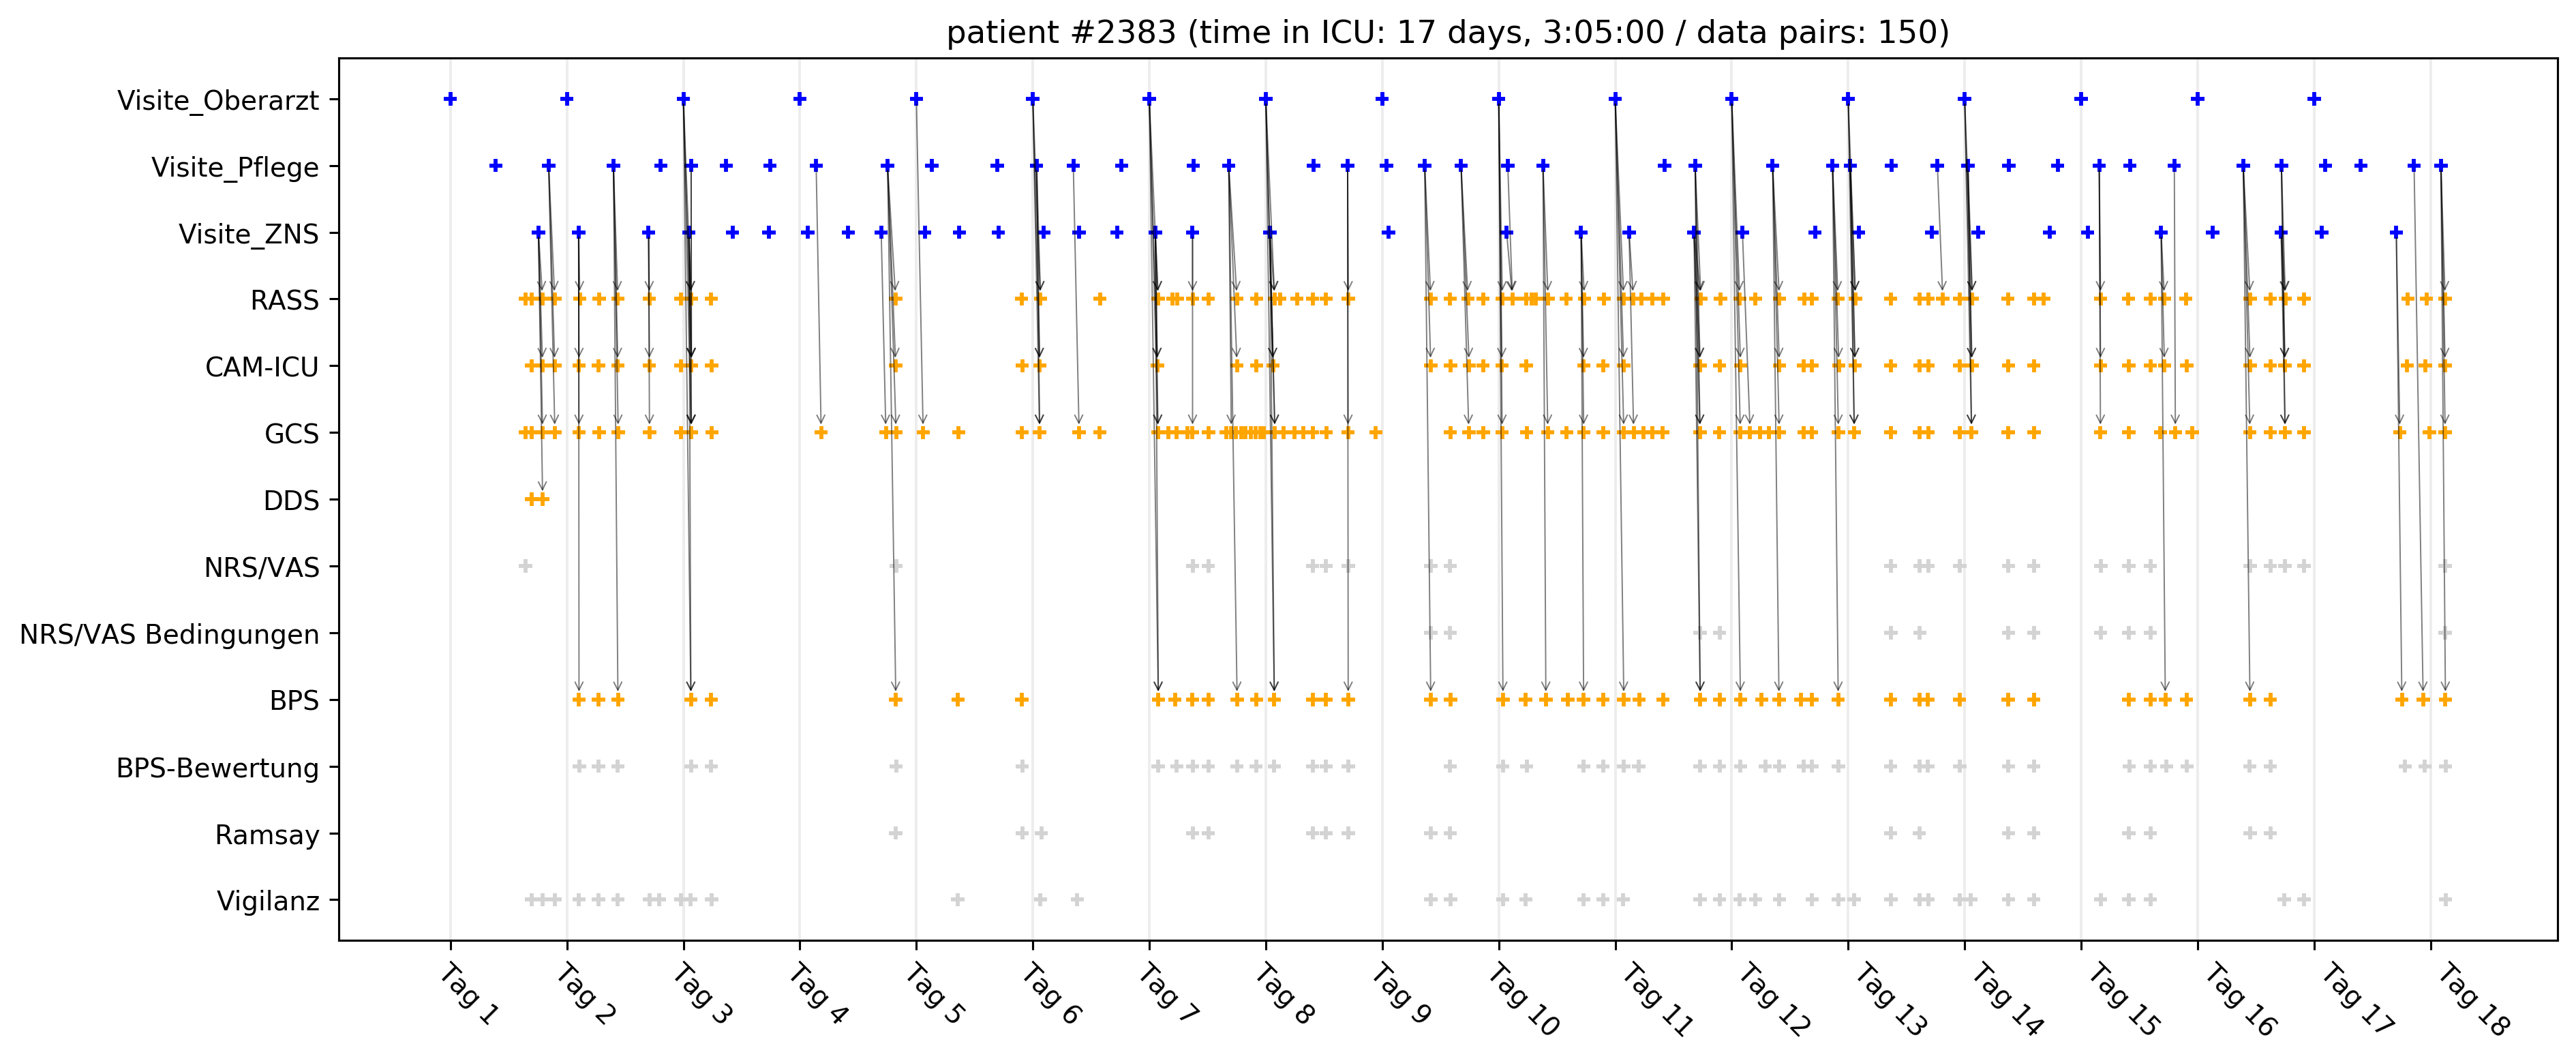 patient #2383 (time in ICU: 17 days, 3:05:00 / data pairs: 150)
Visite_Oberarzt
Visite_Pflege
Visite_ZNS
RASS
CAM-ICU
GCS
DDS
NRS/VAS
NRS/VAS Bedingungen
BPS
BPS-Bewertung
Ramsay
Vigilanz
Tag 1
Tag 2
Tag 3
Tag 4
Tag 5
Tag 6
Tag 7
Tag 8
Tag 9
Tag 10
Tag 11
Tag 12
Tag 13
Tag 14
Tag 15
Tag 16
Tag 17
Tag 18